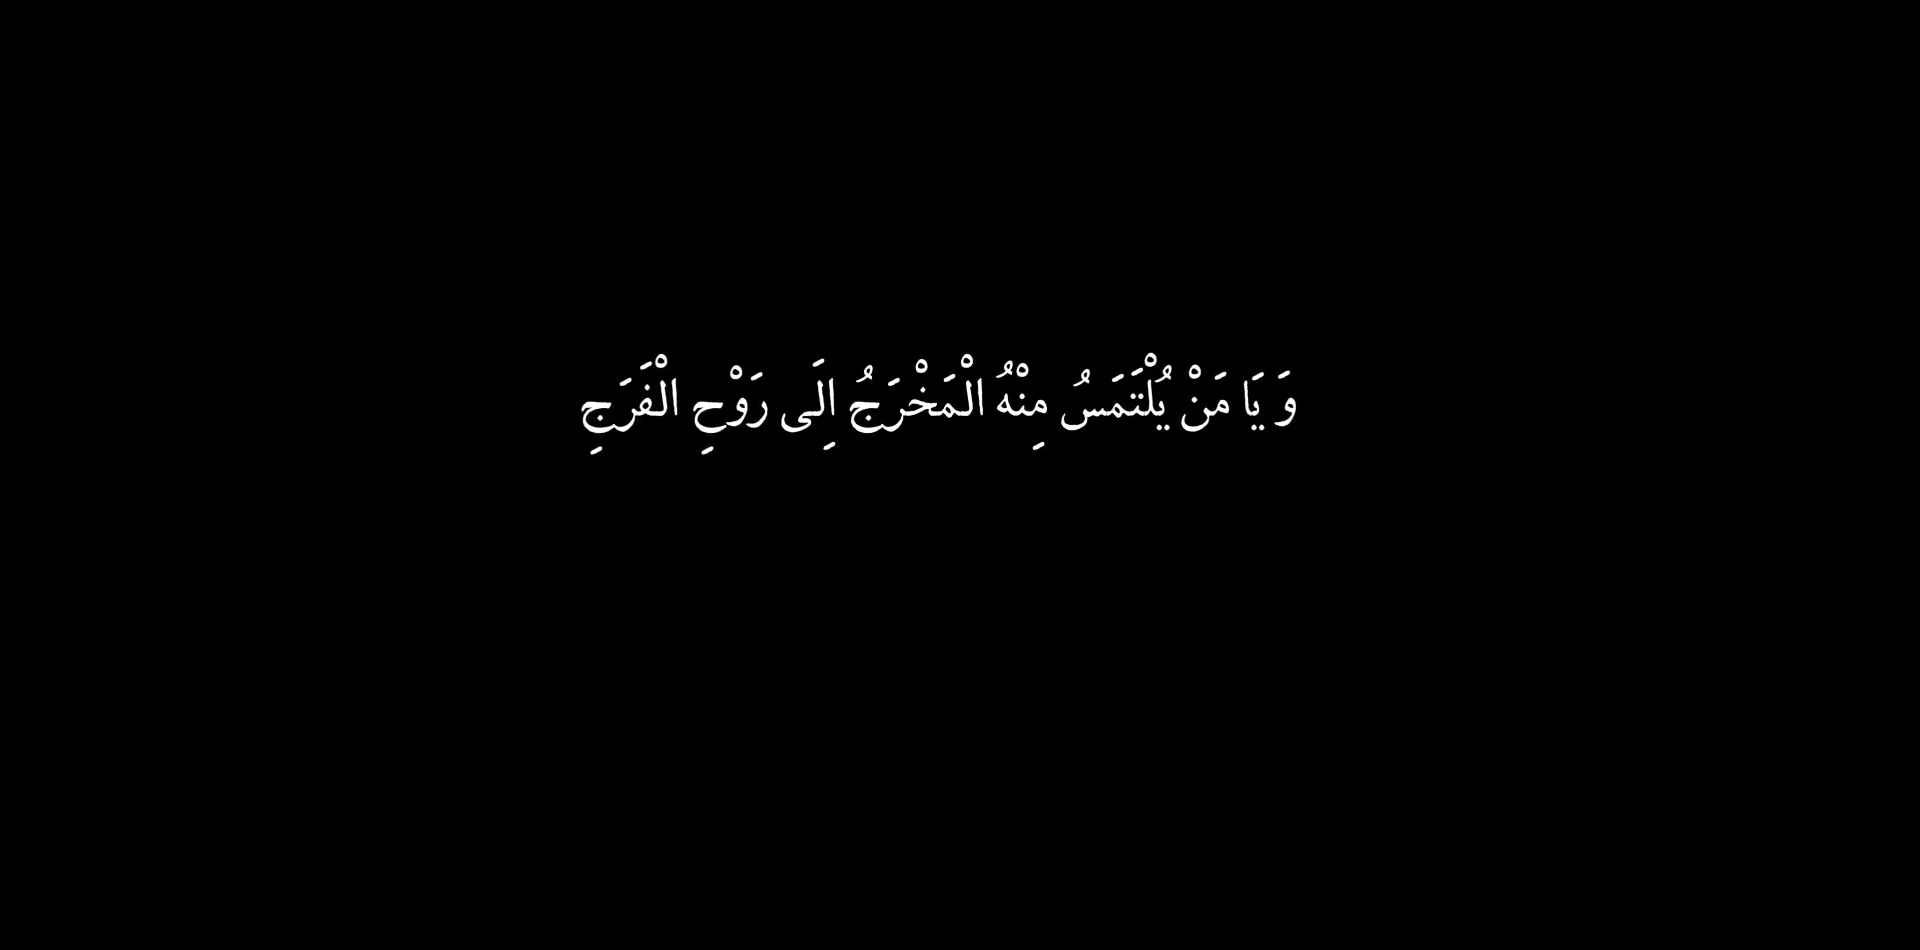 وَ يَا مَنْ يُلْتَمَسُ مِنْهُ الْمَخْرَجُ اِلَى رَوْحِ الْفَرَجِ